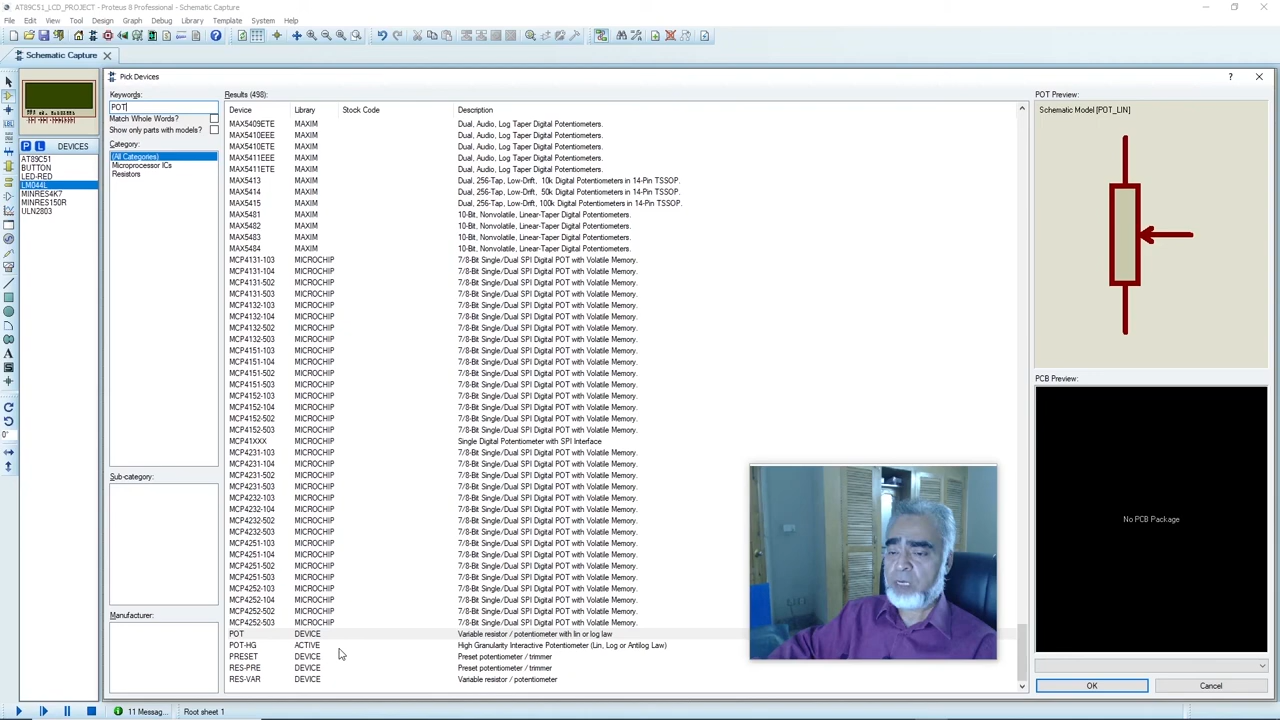 AT89C51_LCD_PROJECT - Proteus 8 Professional - Schematic Capture
File Edit View Tool Design Graph Debug Library Template System Help
Schematic Capture
Pick Devices
Keywords:
POT
Match Whole Words?
Show only parts with models?
Category:
(All Categories)
Microprocessor ICs
Resistors
Sub-category:
Manufacturer:
P L DEVICES
AT89C51
BUTTON
LED-RED
LM044L
MINRES4K7
MINRES150R
ULN2803
0°
Results (498):
Device Library Stock Code Description
MAX5409ETE MAXIM Dual, Audio, Log Taper Digital Potentiometers.
MAX5410EEE MAXIM Dual, Audio, Log Taper Digital Potentiometers.
MAX5410ETE MAXIM Dual, Audio, Log Taper Digital Potentiometers.
MAX5411EEE MAXIM Dual, Audio, Log Taper Digital Potentiometers.
MAX5411ETE MAXIM Dual, Audio, Log Taper Digital Potentiometers.
MAX5413 MAXIM Dual, 256-Tap, Low-Drift, 10k Digital Potentiometers in 14-Pin TSSOP.
MAX5414 MAXIM Dual, 256-Tap, Low-Drift, 50k Digital Potentiometers in 14-Pin TSSOP.
MAX5415 MAXIM Dual, 256-Tap, Low-Drift, 100k Digital Potentiometers in 14-Pin TSSOP.
MAX5481 MAXIM 10-Bit, Nonvolatile, Linear-Taper Digital Potentiometers.
MAX5482 MAXIM 10-Bit, Nonvolatile, Linear-Taper Digital Potentiometers.
MAX5483 MAXIM 10-Bit, Nonvolatile, Linear-Taper Digital Potentiometers.
MAX5484 MAXIM 10-Bit, Nonvolatile, Linear-Taper Digital Potentiometers.
MCP4131-103 MICROCHIP 7/8-Bit Single/Dual SPI Digital POT with Volatile Memory.
MCP4131-104 MICROCHIP 7/8-Bit Single/Dual SPI Digital POT with Volatile Memory.
MCP4131-502 MICROCHIP 7/8-Bit Single/Dual SPI Digital POT with Volatile Memory.
MCP4131-503 MICROCHIP 7/8-Bit Single/Dual SPI Digital POT with Volatile Memory.
MCP4132-103 MICROCHIP 7/8-Bit Single/Dual SPI Digital POT with Volatile Memory.
MCP4132-104 MICROCHIP 7/8-Bit Single/Dual SPI Digital POT with Volatile Memory.
MCP4132-502 MICROCHIP 7/8-Bit Single/Dual SPI Digital POT with Volatile Memory.
MCP4132-503 MICROCHIP 7/8-Bit Single/Dual SPI Digital POT with Volatile Memory.
MCP4151-103 MICROCHIP 7/8-Bit Single/Dual SPI Digital POT with Volatile Memory.
MCP4151-104 MICROCHIP 7/8-Bit Single/Dual SPI Digital POT with Volatile Memory.
MCP4151-502 MICROCHIP 7/8-Bit Single/Dual SPI Digital POT with Volatile Memory.
MCP4151-503 MICROCHIP 7/8-Bit Single/Dual SPI Digital POT with Volatile Memory.
MCP4152-103 MICROCHIP 7/8-Bit Single/Dual SPI Digital POT with Volatile Memory.
MCP4152-104 MICROCHIP 7/8-Bit Single/Dual SPI Digital POT with Volatile Memory.
MCP4152-502 MICROCHIP 7/8-Bit Single/Dual SPI Digital POT with Volatile Memory.
MCP4152-503 MICROCHIP 7/8-Bit Single/Dual SPI Digital POT with Volatile Memory.
MCP41XXX MICROCHIP Single Digital Potentiometer with SPI Interface
MCP4231-103 MICROCHIP 7/8-Bit Single/Dual SPI Digital POT with Volatile Memory.
MCP4231-104 MICROCHIP 7/8-Bit Single/Dual SPI Digital POT with Volatile Memory.
MCP4231-502 MICROCHIP 7/8-Bit Single/Dual SPI Digital POT with Volatile Memory.
MCP4231-503 MICROCHIP 7/8-Bit Single/Dual SPI Digital POT with Volatile Memory.
MCP4232-103 MICROCHIP 7/8-Bit Single/Dual SPI Digital POT with Volatile Memory.
MCP4232-104 MICROCHIP 7/8-Bit Single/Dual SPI Digital POT with Volatile Memory.
MCP4232-502 MICROCHIP 7/8-Bit Single/Dual SPI Digital POT with Volatile Memory.
MCP4232-503 MICROCHIP 7/8-Bit Single/Dual SPI Digital POT with Volatile Memory.
MCP4251-103 MICROCHIP 7/8-Bit Single/Dual SPI Digital POT with Volatile Memory.
MCP4251-104 MICROCHIP 7/8-Bit Single/Dual SPI Digital POT with Volatile Memory.
MCP4251-502 MICROCHIP 7/8-Bit Single/Dual SPI Digital POT with Volatile Memory.
MCP4251-503 MICROCHIP 7/8-Bit Single/Dual SPI Digital POT with Volatile Memory.
MCP4252-103 MICROCHIP 7/8-Bit Single/Dual SPI Digital POT with Volatile Memory.
MCP4252-104 MICROCHIP 7/8-Bit Single/Dual SPI Digital POT with Volatile Memory.
MCP4252-502 MICROCHIP 7/8-Bit Single/Dual SPI Digital POT with Volatile Memory.
MCP4252-503 MICROCHIP 7/8-Bit Single/Dual SPI Digital POT with Volatile Memory.
POT DEVICE Variable resistor / potentiometer with lin or log law
POT-HG ACTIVE High Granularity Interactive Potentiometer (Lin, Log or Antilog Law)
PRESET DEVICE Preset potentiometer / trimmer
RES-PRE DEVICE Preset potentiometer / trimmer
RES-VAR DEVICE Variable resistor / potentiometer
POT Preview:
Schematic Model [POT_LIN]
PCB Preview:
No PCB Package
OK Cancel
11 Messag... Root sheet 1